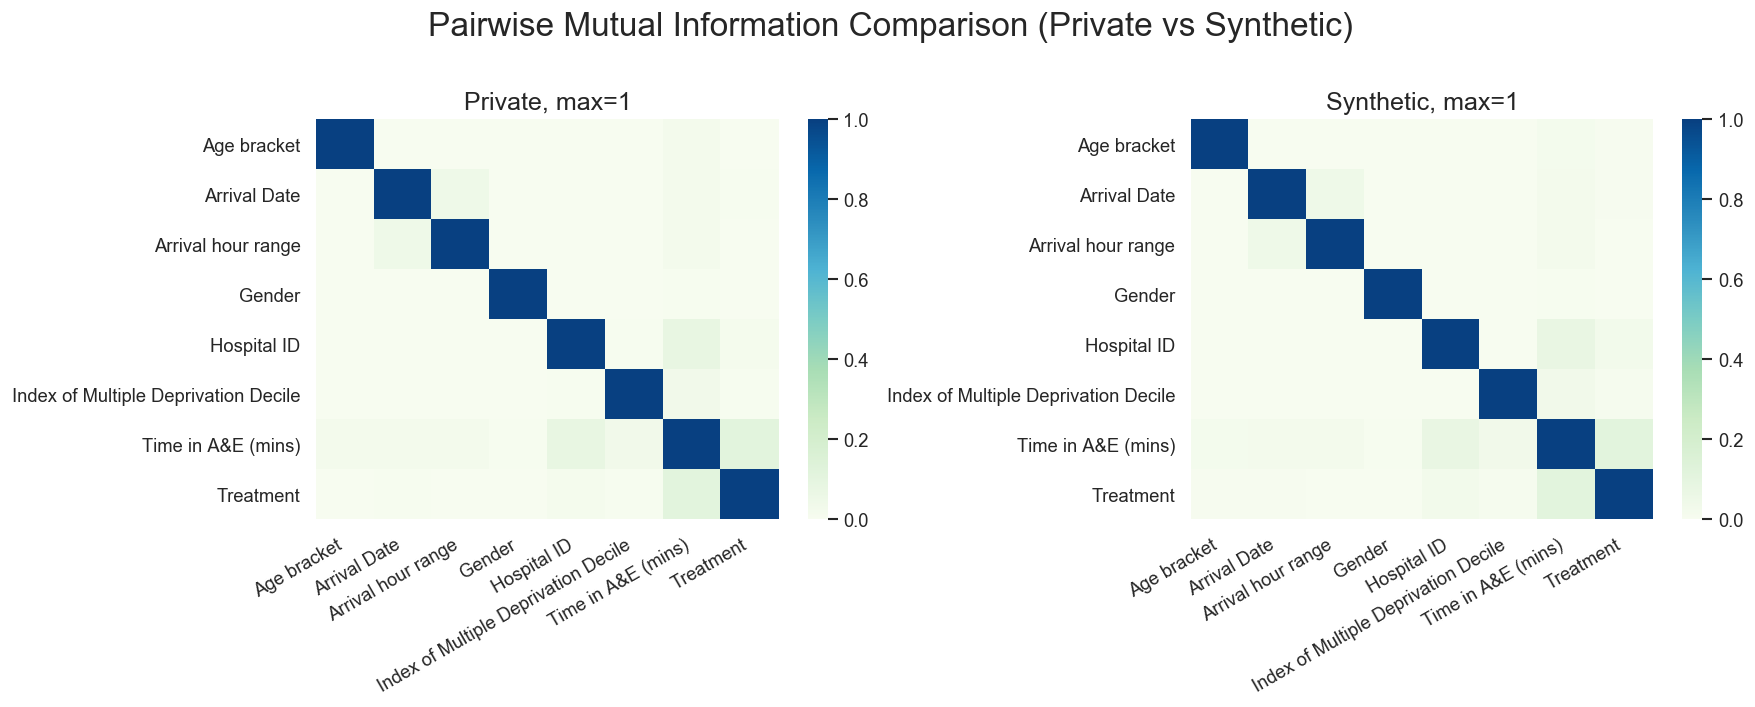 Pairwise Mutual Information Comparison (Private vs Synthetic)
Private, max=1
Age bracket
Arrival Date
Arrival hour range
Gender
Hospital ID
Index of Multiple Deprivation Decile
Time in A&E (mins)
Treatment
Age bracket
Arrival Date
Arrival hour range
Gender
Hospital ID
Index of Multiple Deprivation Decile
Time in A&E (mins)
Treatment
1.0
0.8
0.6
0.4
0.2
0.0
Synthetic, max=1
Age bracket
Arrival Date
Arrival hour range
Gender
Hospital ID
Index of Multiple Deprivation Decile
Time in A&E (mins)
Treatment
Age bracket
Arrival Date
Arrival hour range
Gender
Hospital ID
Index of Multiple Deprivation Decile
Time in A&E (mins)
Treatment
1.0
0.8
0.6
0.4
0.2
0.0